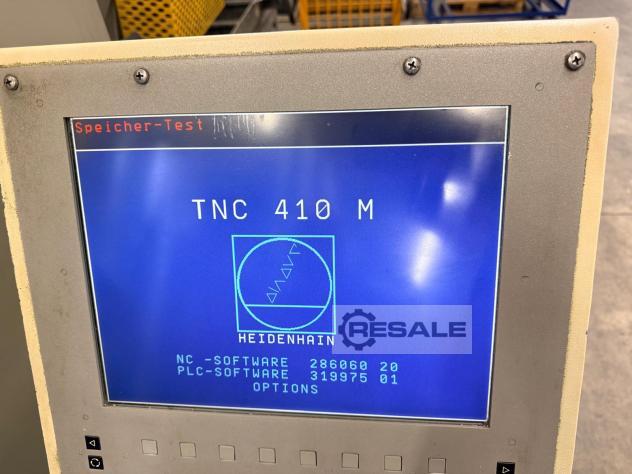 Speicher-Test
TNC 410 M
HEIDENHAIN
RESALE
NC -SOFTWARE 286060 20
PLC-SOFTWARE 319975 01
OPTIONS